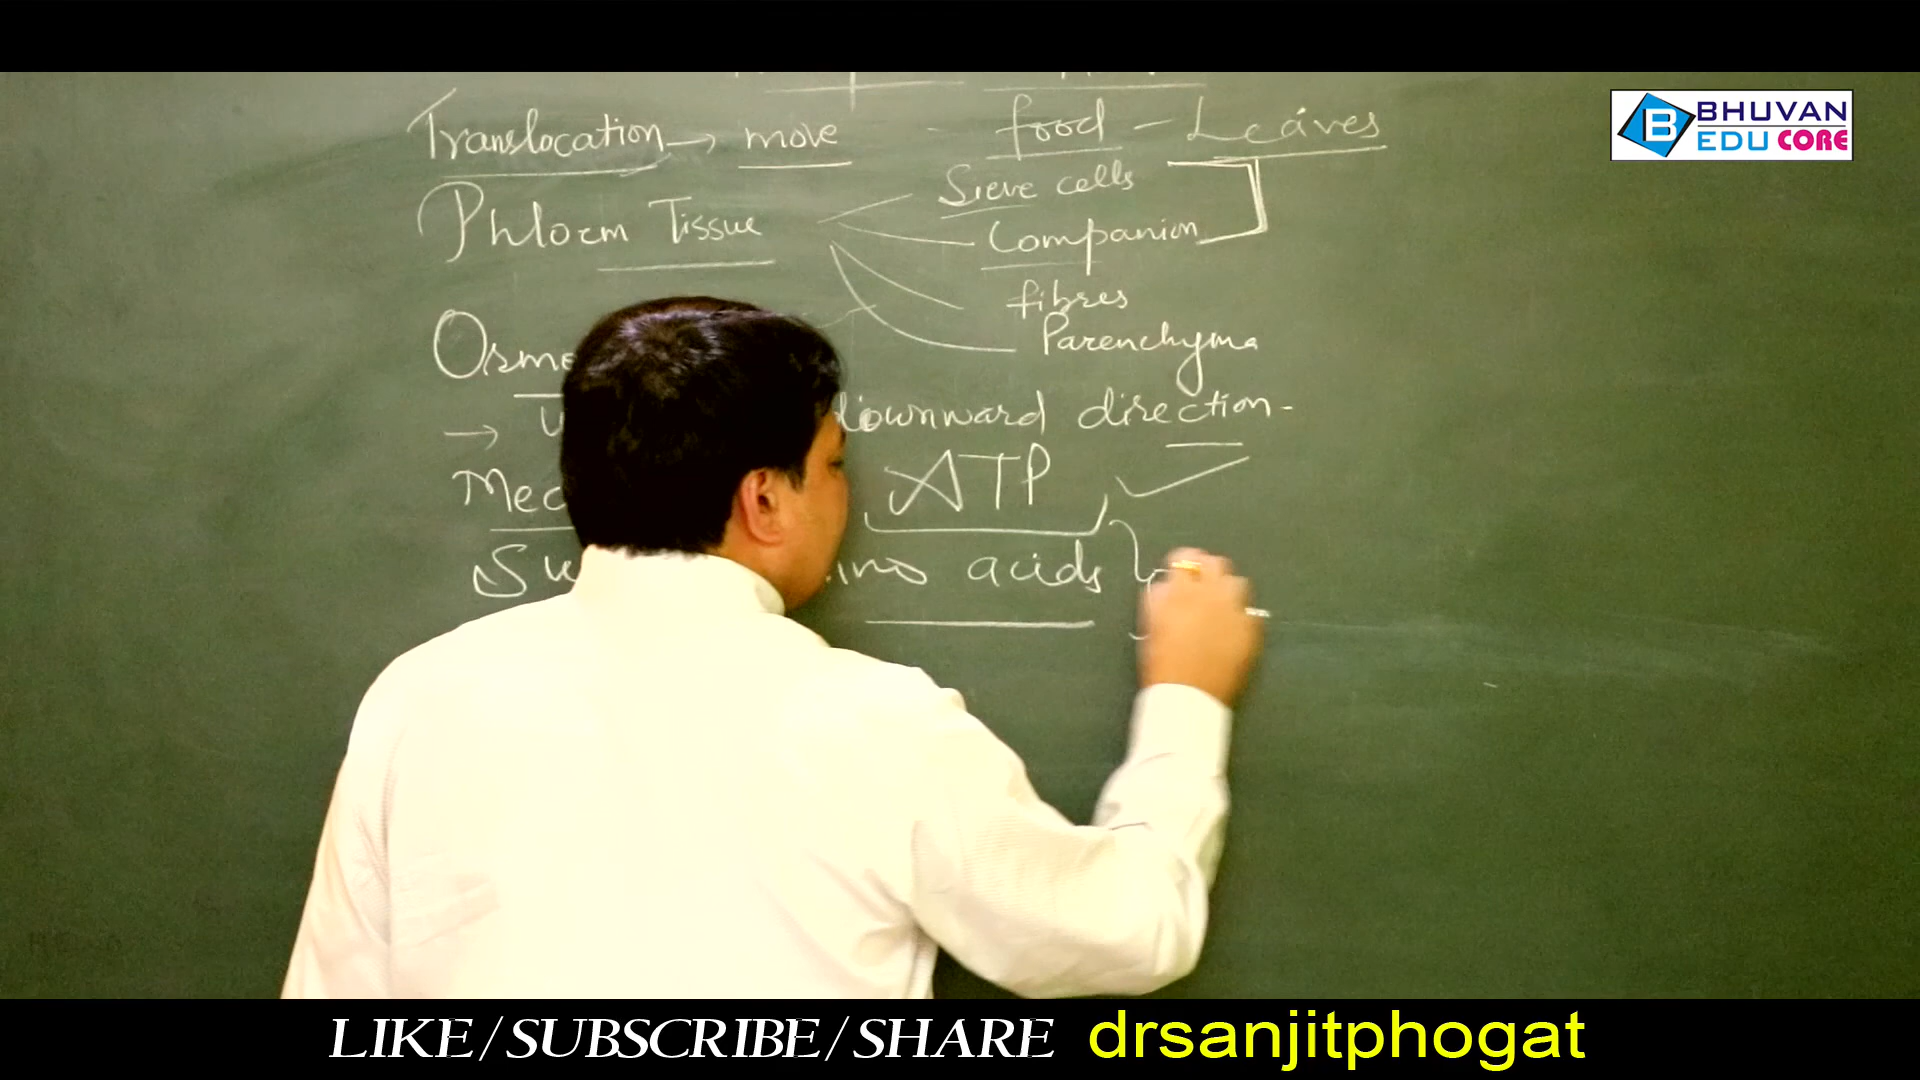 BHUVAN
EDU CORE
Translocation → move - food - Leaves
Phloem Tissue
Sieve cells
Companion
fibres
Parenchyma
downward direction -
ATP
acids
LIKE/SUBSCRIBE/SHARE drsanjitphogat